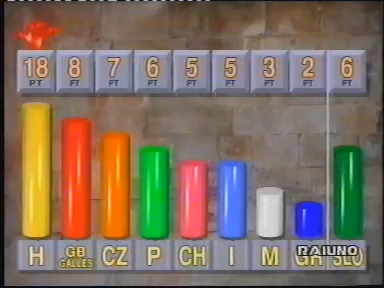 18 8 7 6 5 5 3 2 6
PT PT PT PT PT PT PT PT PT
H GB GALLES CZ P CH I M GR SLO
RAIUNO